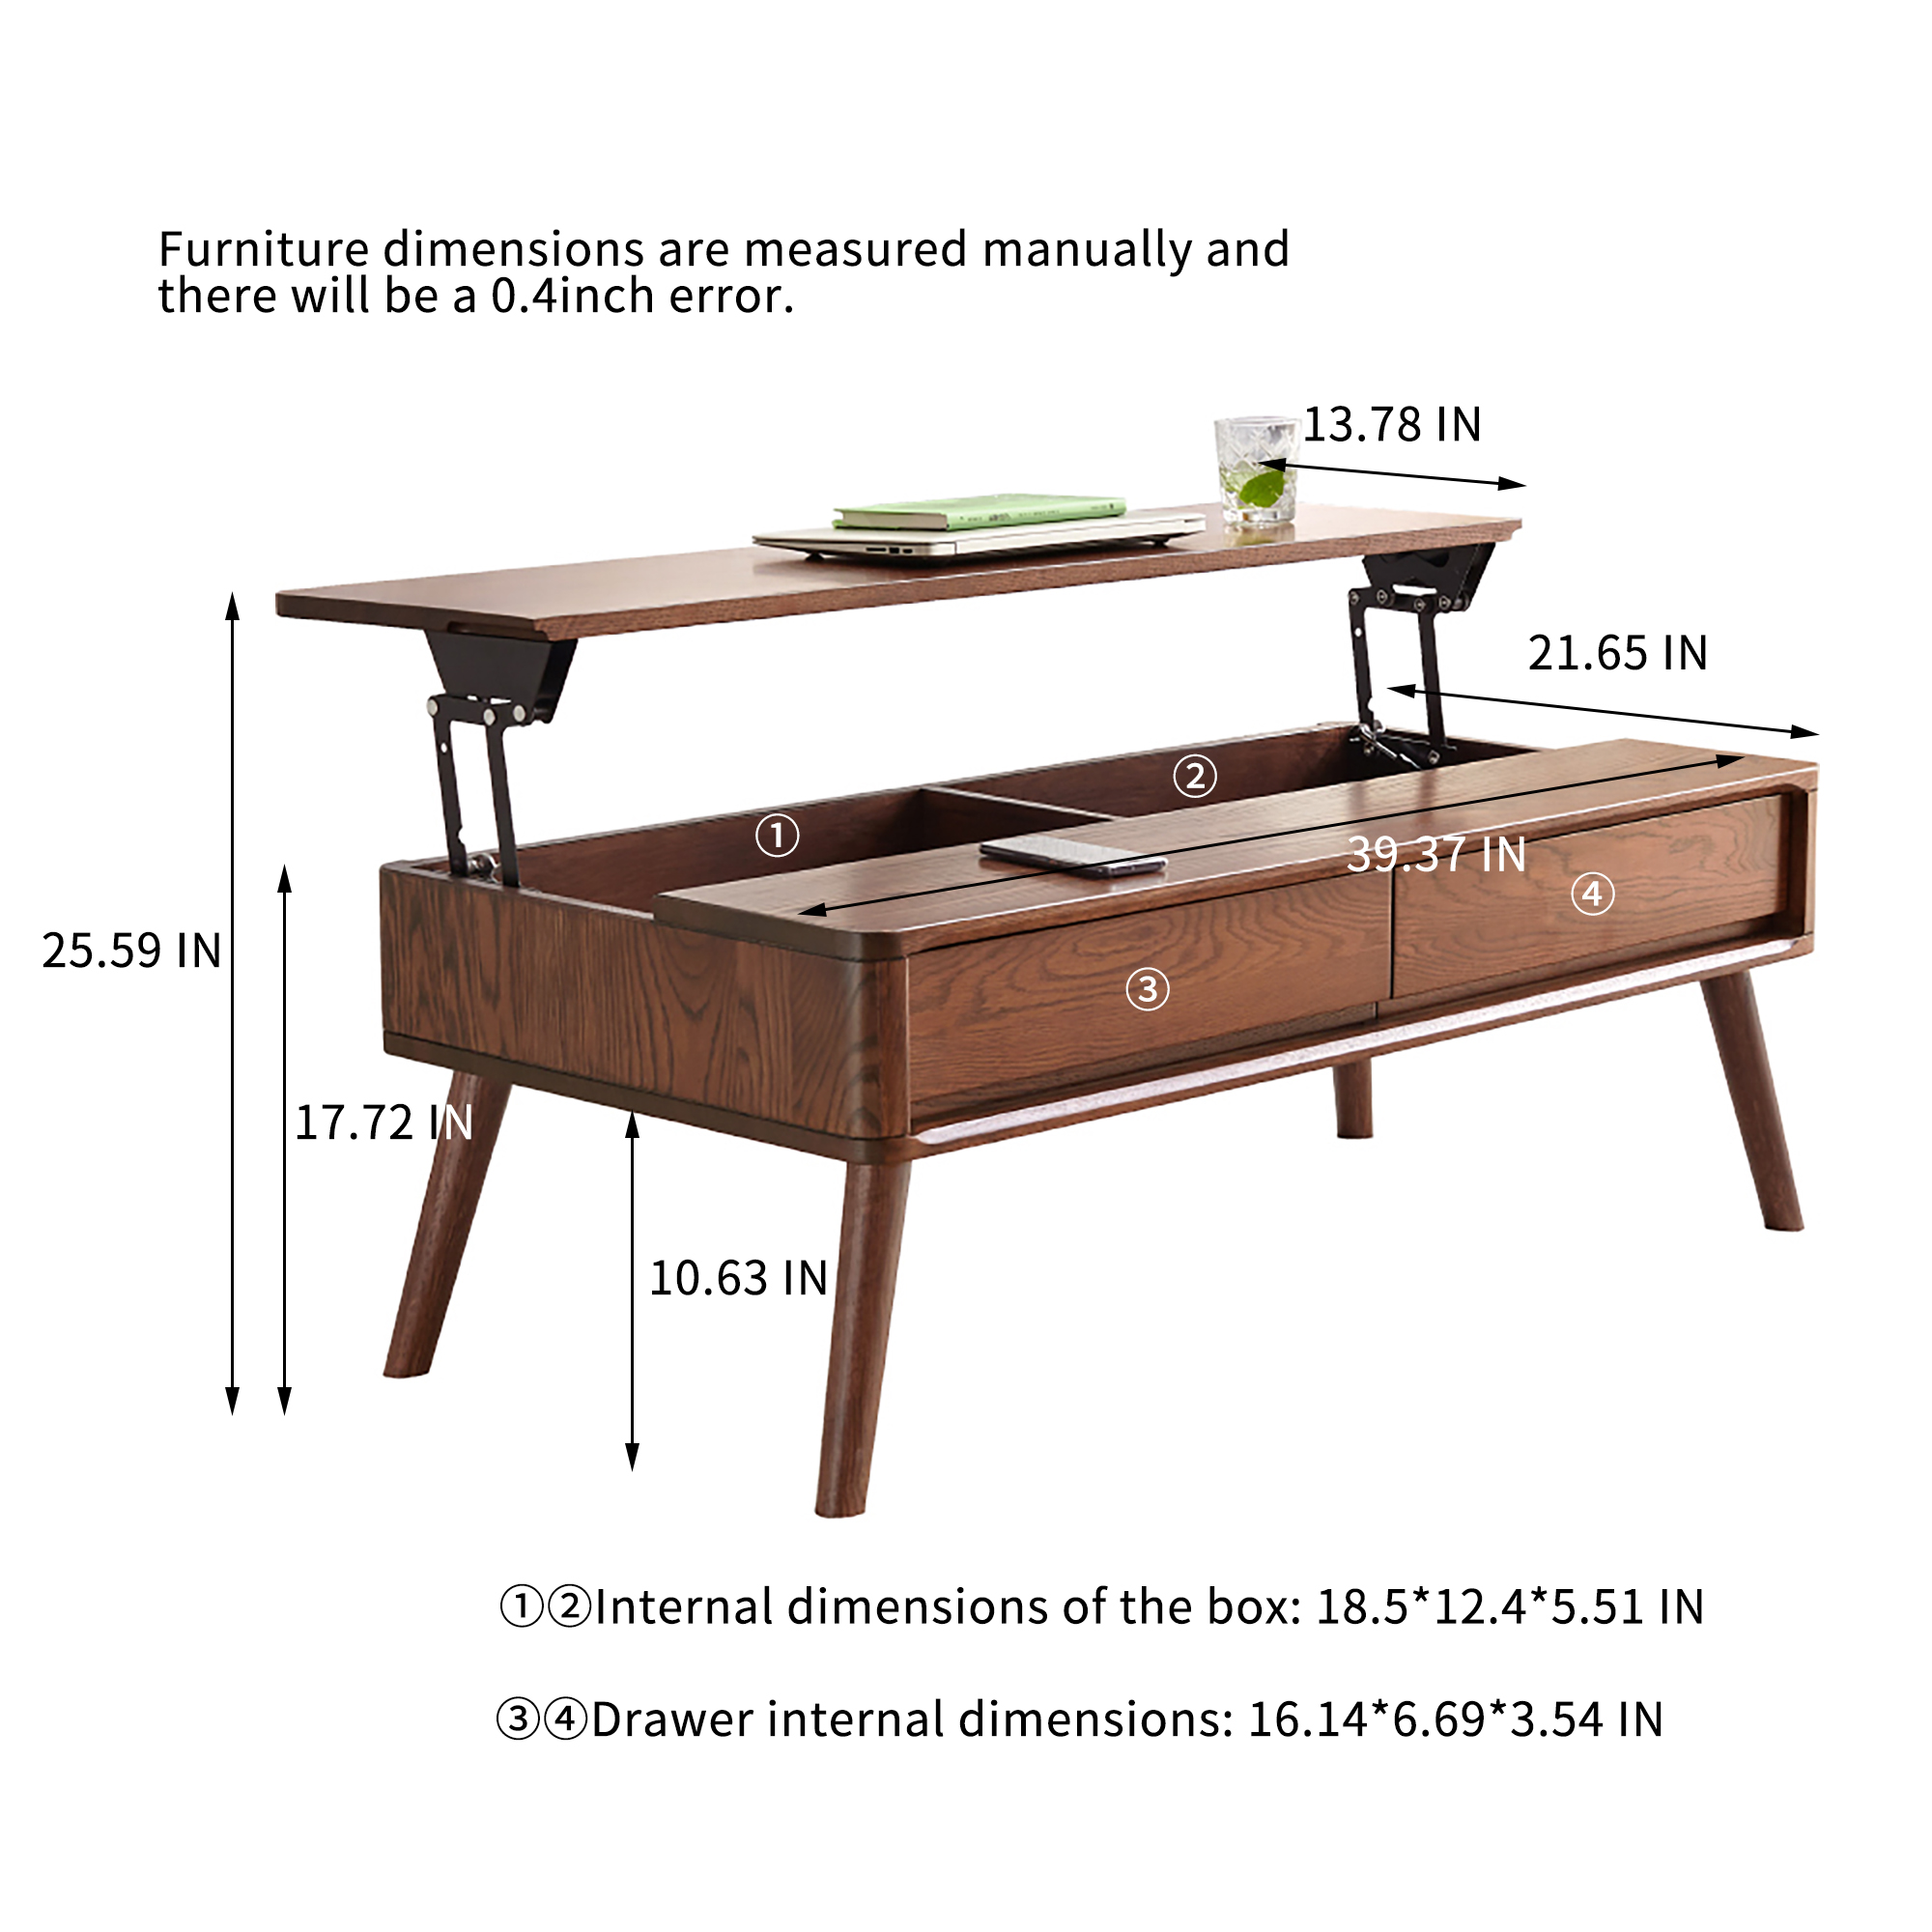 Furniture dimensions are measured manually and
there will be a 0.4inch error.
13.78 IN
21.65 IN
②
①
39.37 IN
④
25.59 IN
③
17.72 IN
10.63 IN
①②Internal dimensions of the box: 18.5*12.4*5.51 IN
③④Drawer internal dimensions: 16.14*6.69*3.54 IN